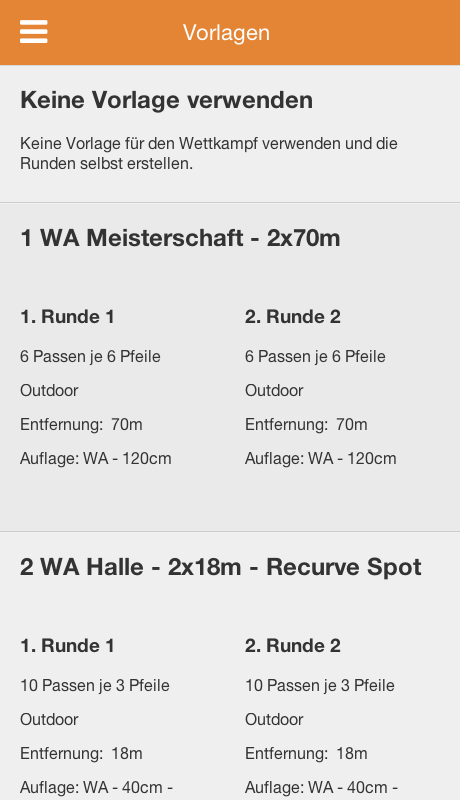 Vorlagen
Keine Vorlage verwenden
Keine Vorlage für den Wettkampf verwenden und die
Runden selbst erstellen.
1 WA Meisterschaft - 2x70m
1. Runde 1
6 Passen je 6 Pfeile
Outdoor
Entfernung: 70m
Auflage: WA - 120cm
2. Runde 2
6 Passen je 6 Pfeile
Outdoor
Entfernung: 70m
Auflage: WA - 120cm
2 WA Halle - 2x18m - Recurve Spot
1. Runde 1
10 Passen je 3 Pfeile
Outdoor
Entfernung: 18m
Auflage: WA - 40cm -
2. Runde 2
10 Passen je 3 Pfeile
Outdoor
Entfernung: 18m
Auflage: WA - 40cm -